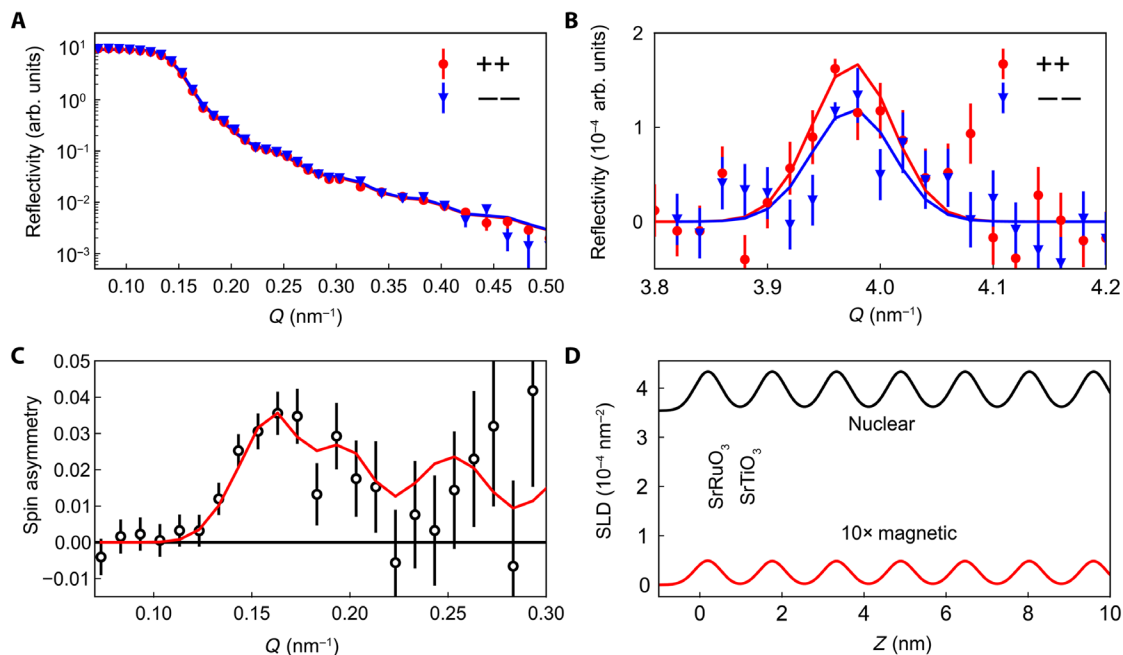 A
Reflectivity (arb. units)
10¹
10⁰
10⁻¹
10⁻²
10⁻³
++
−−
0.10 0.15 0.20 0.25 0.30 0.35 0.40 0.45 0.50
Q (nm⁻¹)
B
Reflectivity (10⁻⁴ arb. units)
2
1
0
++
−−
3.8 3.9 4.0 4.1 4.2
Q (nm⁻¹)
C
Spin asymmetry
0.05
0.04
0.03
0.02
0.01
0.00
−0.01
0.10 0.15 0.20 0.25 0.30
Q (nm⁻¹)
D
SLD (10⁻⁴ nm⁻²)
4
3
2
1
0
Nuclear
SrRuO₃
SrTiO₃
10× magnetic
0 2 4 6 8 10
Z (nm)